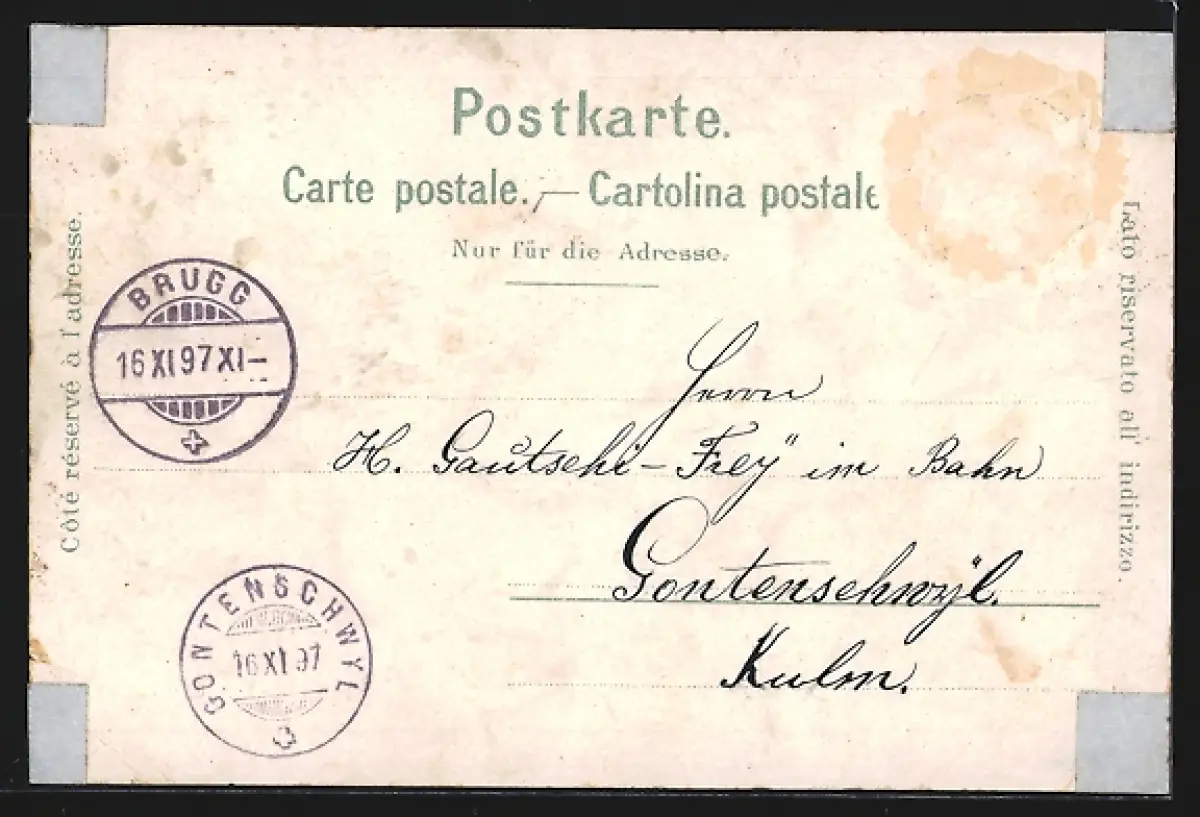 Postkarte.
Carte postale. — Cartolina postale
Nur für die Adresse.
Côté réservé à l'adresse.
Lato riservato all' indirizzo.
BRUGG
16 XI 97 XI–
Herrn
H. Gautschi-Frey" im Bahn
Gontenschwyl.
Kulm.
GONTENSCHWYL
16 XI 97